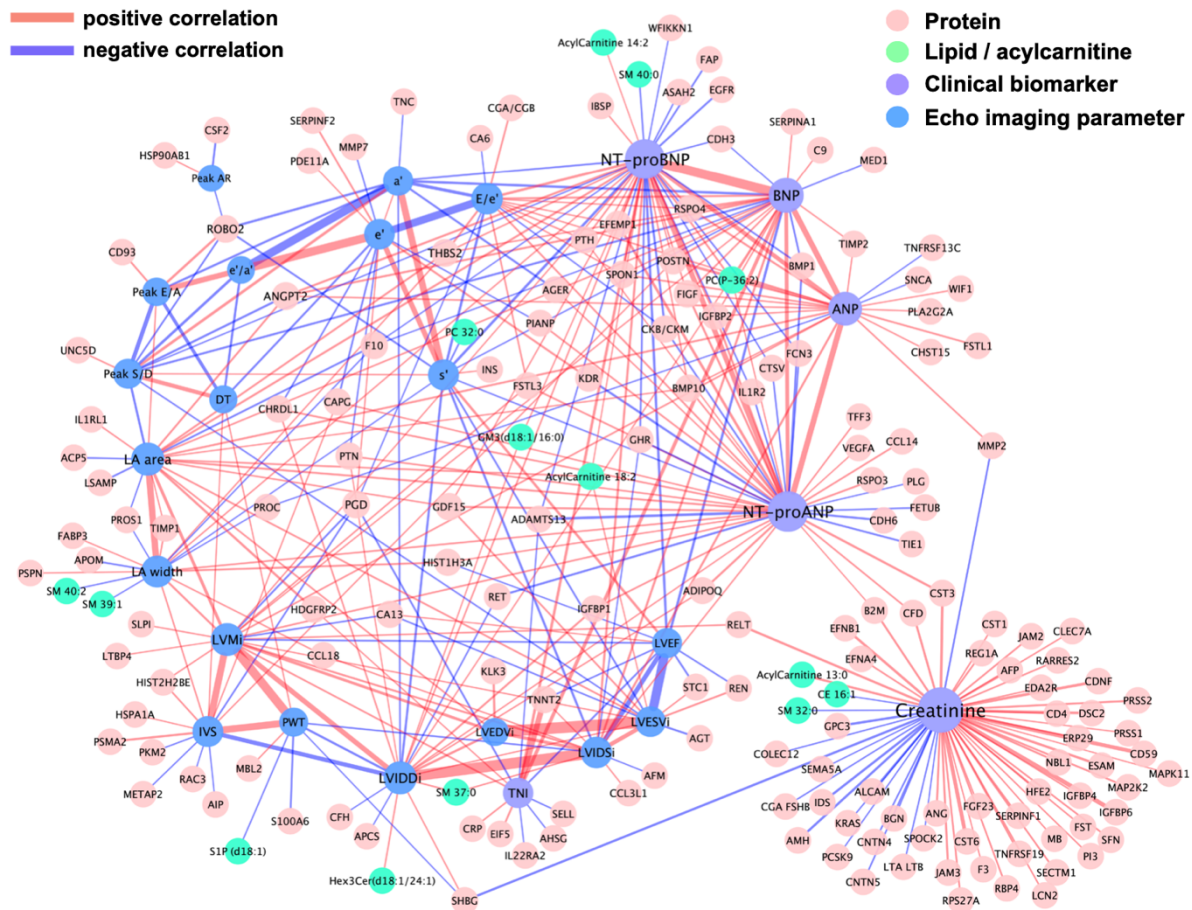 positive correlation
negative correlation
Protein
Lipid / acylcarnitine
Clinical biomarker
Echo imaging parameter
WFIKKN1
AcylCarnitine 14:2
SM 40:0
FAP
ASAH2
EGFR
IBSP
TNC
CGA/CGB
CA6
SERPINF2
MMP7
PDE11A
CSF2
HSP90AB1
Peak AR
a'
E/e'
e'
e'/a'
NT-proBNP
CDH3
SERPINA1
C9
MED1
BNP
ROBO2
CD93
Peak E/A
THBS2
ANGPT2
EFEMP1
RSPO4
PTH
SPON1
POSTN
PC(P-36:2)
BMP1
TIMP2
TNFRSF13C
SNCA
WIF1
PLA2G2A
FSTL1
CHST15
ANP
AGER
FIGF
IGFBP2
PIANP
PC 32:0
CKB/CKM
FCN3
CTSV
UNC5D
Peak S/D
F10
s'
INS
FSTL3
KDR
BMP10
IL1R2
DT
CHRDL1
CAPG
IL1RL1
ACP5
LSAMP
LA area
GM3(d18:1/16:0)
GHR
AcylCarnitine 18:2
TFF3
VEGFA
CCL14
RSPO3
PLG
FETUB
CDH6
TIE1
MMP2
PTN
PGD
PROC
GDF15
ADAMTS13
NT-proANP
PROS1
TIMP1
FABP3
APOM
PSPN
LA width
SM 40:2
SM 39:1
HIST1H3A
RET
IGFBP1
ADIPOQ
RELT
B2M
CFD
CST3
SLPI
LTBP4
HDGFRP2
CA13
CCL18
LVMi
LVEF
KLK3
TNNT2
STC1
REN
HIST2H2BE
HSPA1A
PSMA2
PKM2
IVS
PWT
LVEDVi
LVESVi
AGT
LVIDSi
METAP2
RAC3
AIP
MBL2
LVIDDi
SM 37:0
TNI
AFM
CCL3L1
S100A6
CFH
APCS
CRP
EIF5
SELL
AHSG
IL22RA2
S1P (d18:1)
Hex3Cer(d18:1/24:1)
SHBG
EFNB1
EFNA4
CST1
REG1A
JAM2
CLEC7A
AFP
RARRES2
AcylCarnitine 13:0
CE 16:1
SM 32:0
EDA2R
CDNF
PRSS2
Creatinine
GPC3
CD4
DSC2
PRSS1
COLEC12
ERP29
CD59
SEMA5A
NBL1
ESAM
MAPK11
MAP2K2
CGA FSHB
IDS
ALCAM
HFE2
IGFBP4
IGFBP6
KRAS
BGN
ANG
FGF23
SERPINF1
FST
SFN
AMH
PCSK9
CNTN4
SPOCK2
CST6
TNFRSF19
MB
PI3
CNTN5
LTA LTB
JAM3
F3
SECTM1
RPS27A
RBP4
LCN2